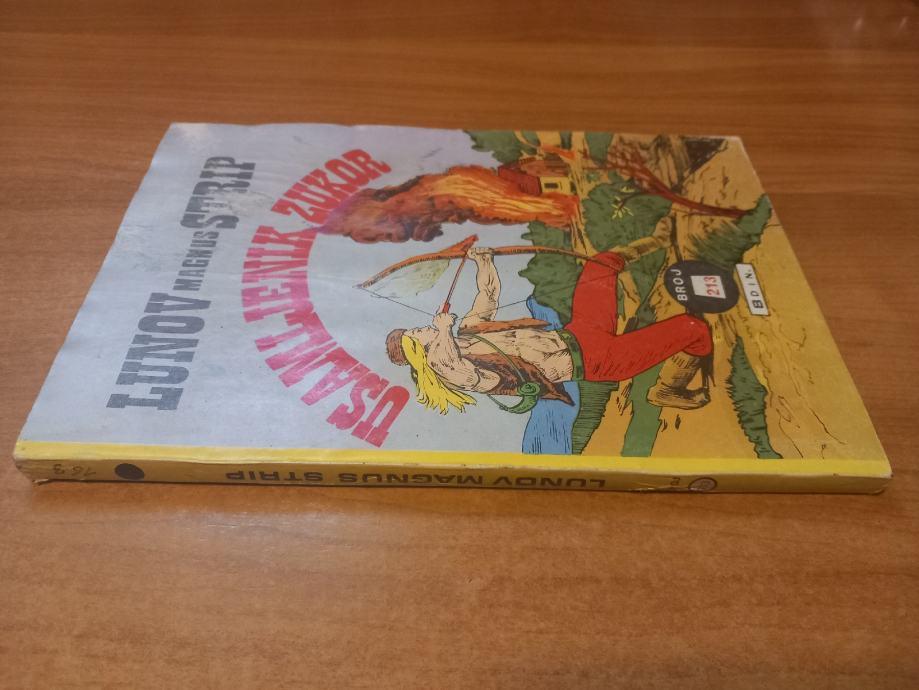 LUNOV MAGNUS STRIP
USAMLJENIK ZUKOR
BROJ
213
8 DIN.
LUNOV MAGNUS STRIP